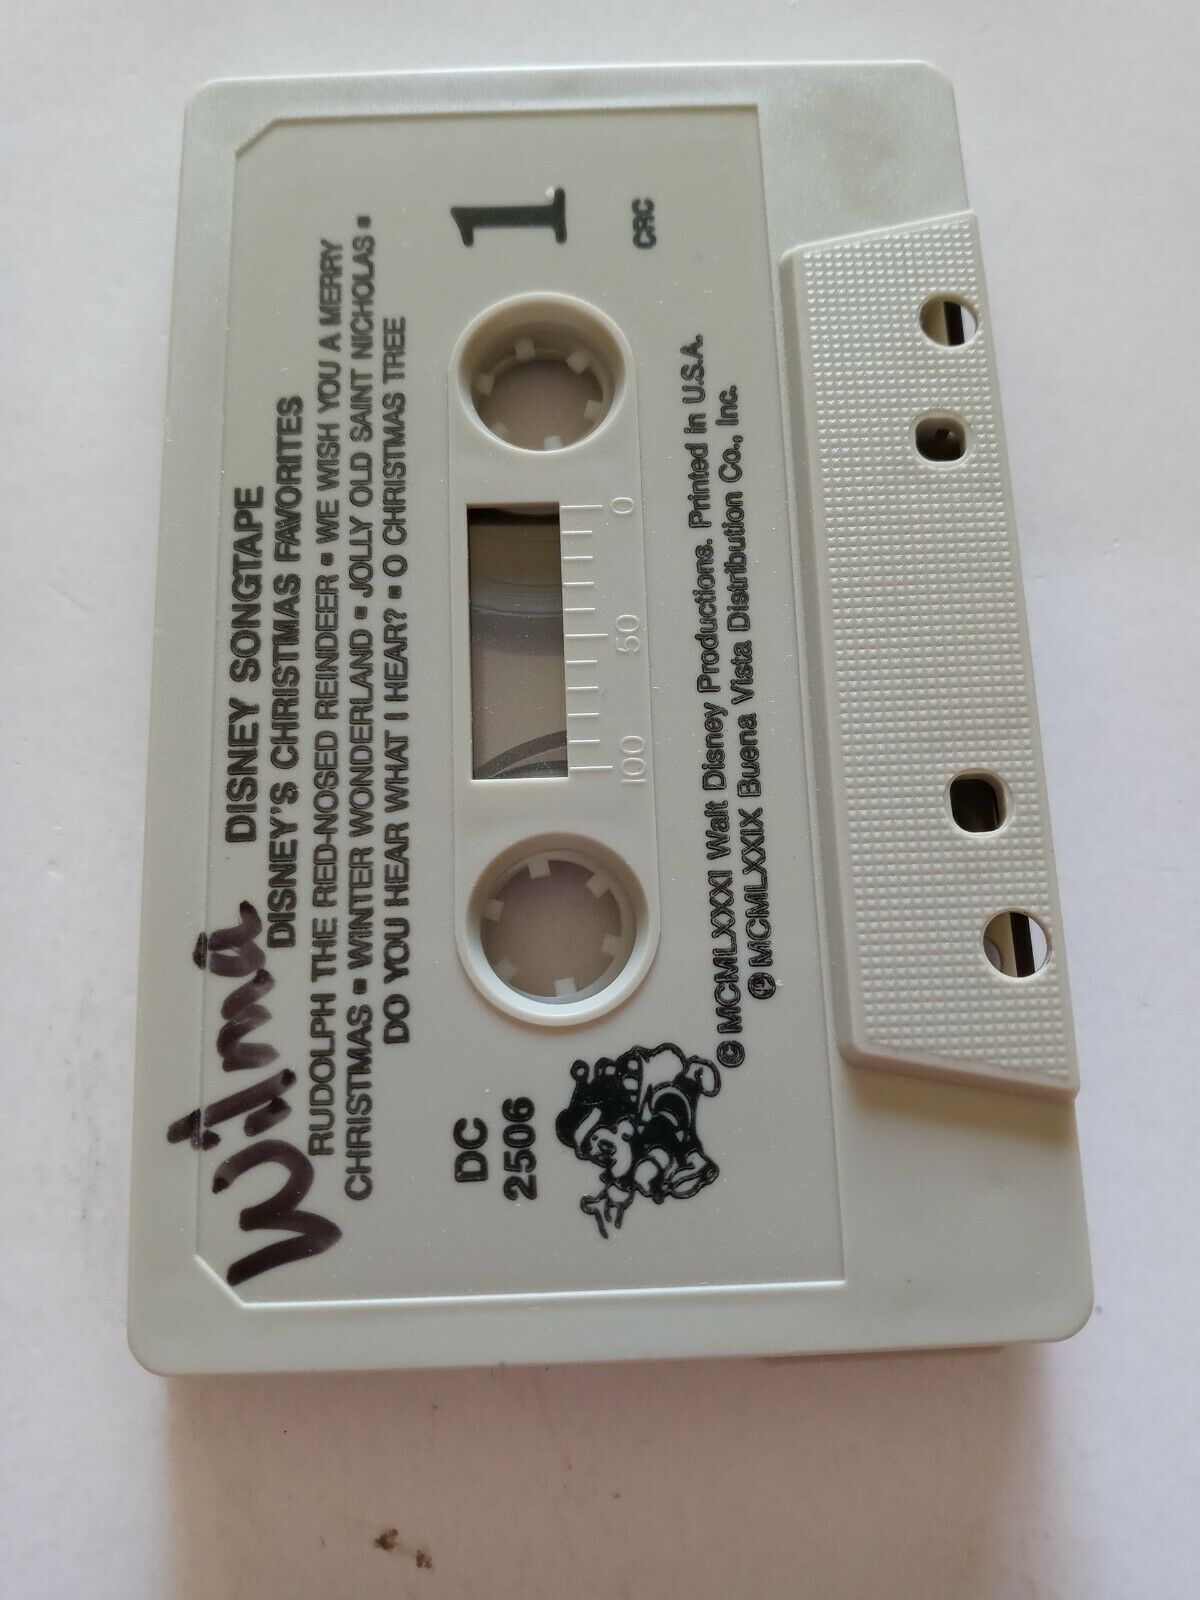 Wilma
DISNEY SONGTAPE
DISNEY'S CHRISTMAS FAVORITES
RUDOLPH THE RED-NOSED REINDEER ▪ WE WISH YOU A MERRY
CHRISTMAS ▪ WINTER WONDERLAND ▪ JOLLY OLD SAINT NICHOLAS ▪
DO YOU HEAR WHAT I HEAR? ▪ O CHRISTMAS TREE
DC
2506
1
100 50 0
CRC
© MCMLXXXI Walt Disney Productions. Printed in U.S.A.
℗ MCMLXXIX Buena Vista Distribution Co., Inc.